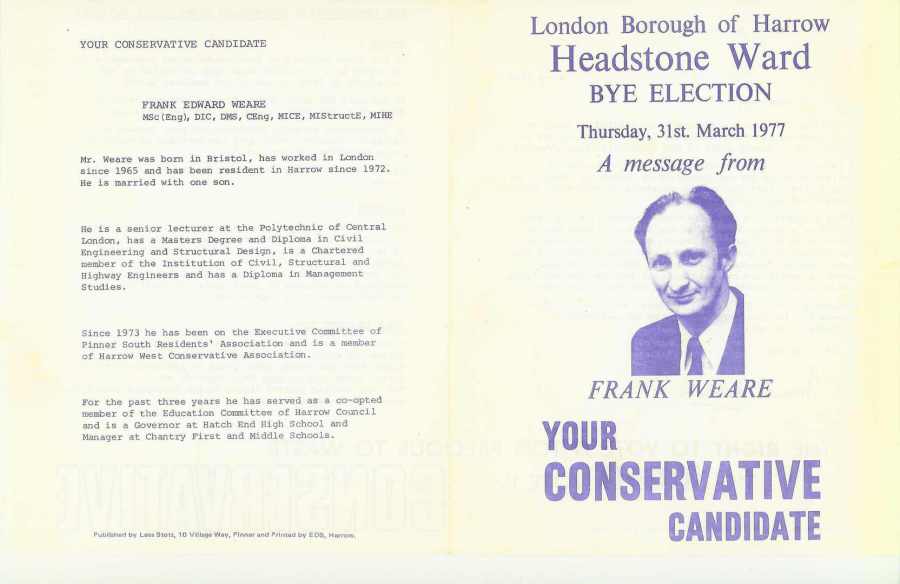 YOUR CONSERVATIVE CANDIDATE
FRANK EDWARD WEARE
MSc(Eng), DIC, DMS, CEng, MICE, MIStructE, MIHE
Mr. Weare was born in Bristol, has worked in London
since 1965 and has been resident in Harrow since 1972.
He is married with one son.
He is a senior lecturer at the Polytechnic of Central
London, has a Masters Degree and Diploma in Civil
Engineering and Structural Design, is a Chartered
member of the Institution of Civil, Structural and
Highway Engineers and has a Diploma in Management
Studies.
Since 1973 he has been on the Executive Committee of
Pinner South Residents' Association and is a member
of Harrow West Conservative Association.
For the past three years he has served as a co-opted
member of the Education Committee of Harrow Council
and is a Governor at Hatch End High School and
Manager at Chantry First and Middle Schools.
Published by Less Stotz, 10 Village Way, Pinner and Printed by EDS, Harrow.
London Borough of Harrow
Headstone Ward
BYE ELECTION
Thursday, 31st. March 1977
A message from
FRANK WEARE
YOUR
CONSERVATIVE
CANDIDATE